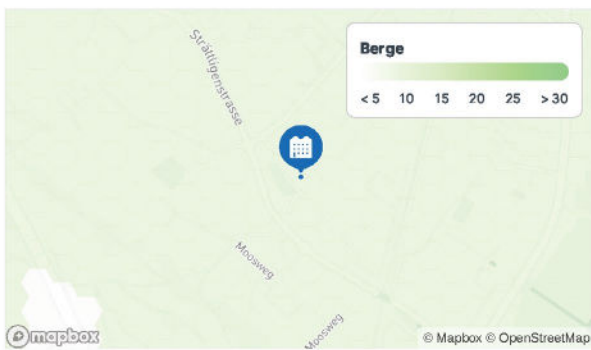 Strättligenstrasse
Berge
< 5 10 15 20 25 > 30
Moosweg
Moosweg
mapbox
© Mapbox © OpenStreetMap